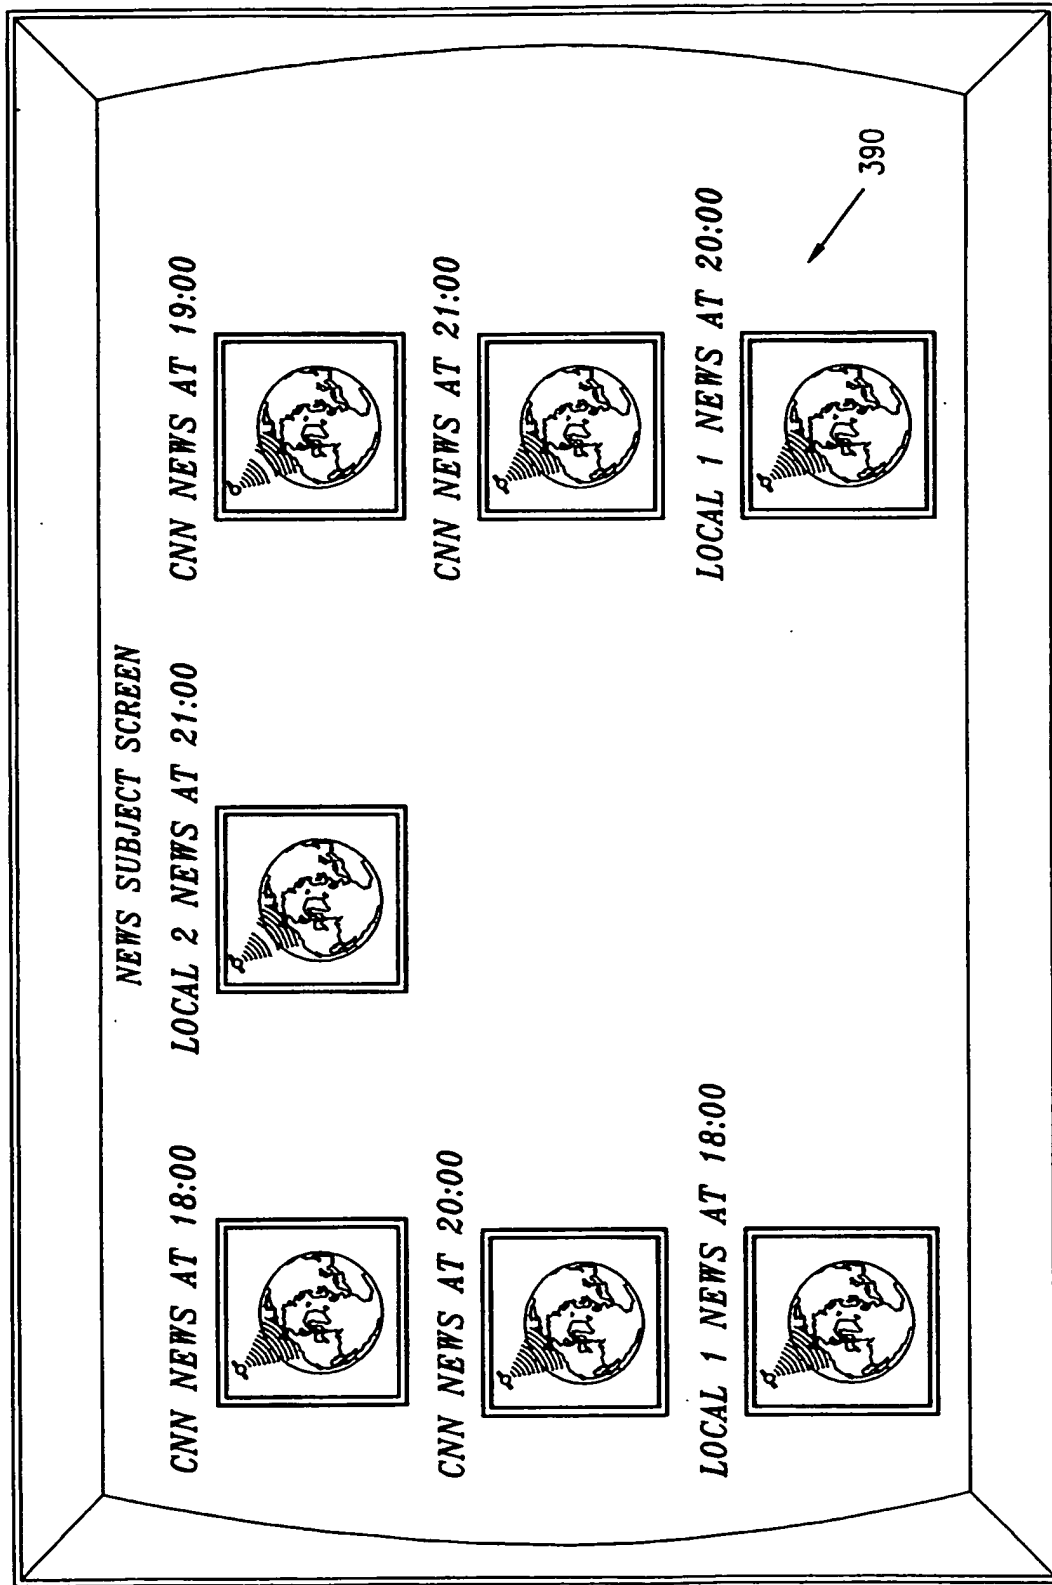 NEWS SUBJECT SCREEN
CNN NEWS AT 18:00
LOCAL 2 NEWS AT 21:00
CNN NEWS AT 19:00
CNN NEWS AT 20:00
CNN NEWS AT 21:00
LOCAL 1 NEWS AT 18:00
LOCAL 1 NEWS AT 20:00
390